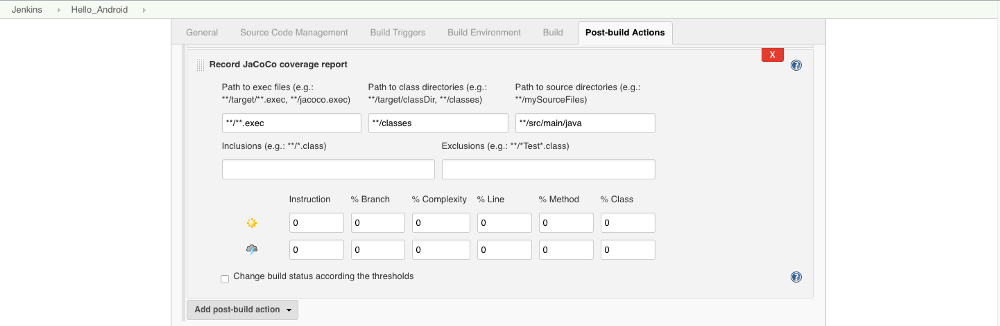 Jenkins › Hello_Android ›
General Source Code Management Build Triggers Build Environment Build Post-build Actions
X
Record JaCoCo coverage report ?
Path to exec files (e.g.: Path to class directories (e.g.: Path to source directories (e.g.:
**/target/**.exec, **/jacoco.exec) **/target/classDir, **/classes) **/mySourceFiles)
**/**.exec **/classes **/src/main/java
Inclusions (e.g.: **/*.class) Exclusions (e.g.: **/*Test*.class)
Instruction % Branch % Complexity % Line % Method % Class
0 0 0 0 0 0
0 0 0 0 0 0
Change build status according the thresholds ?
Add post-build action